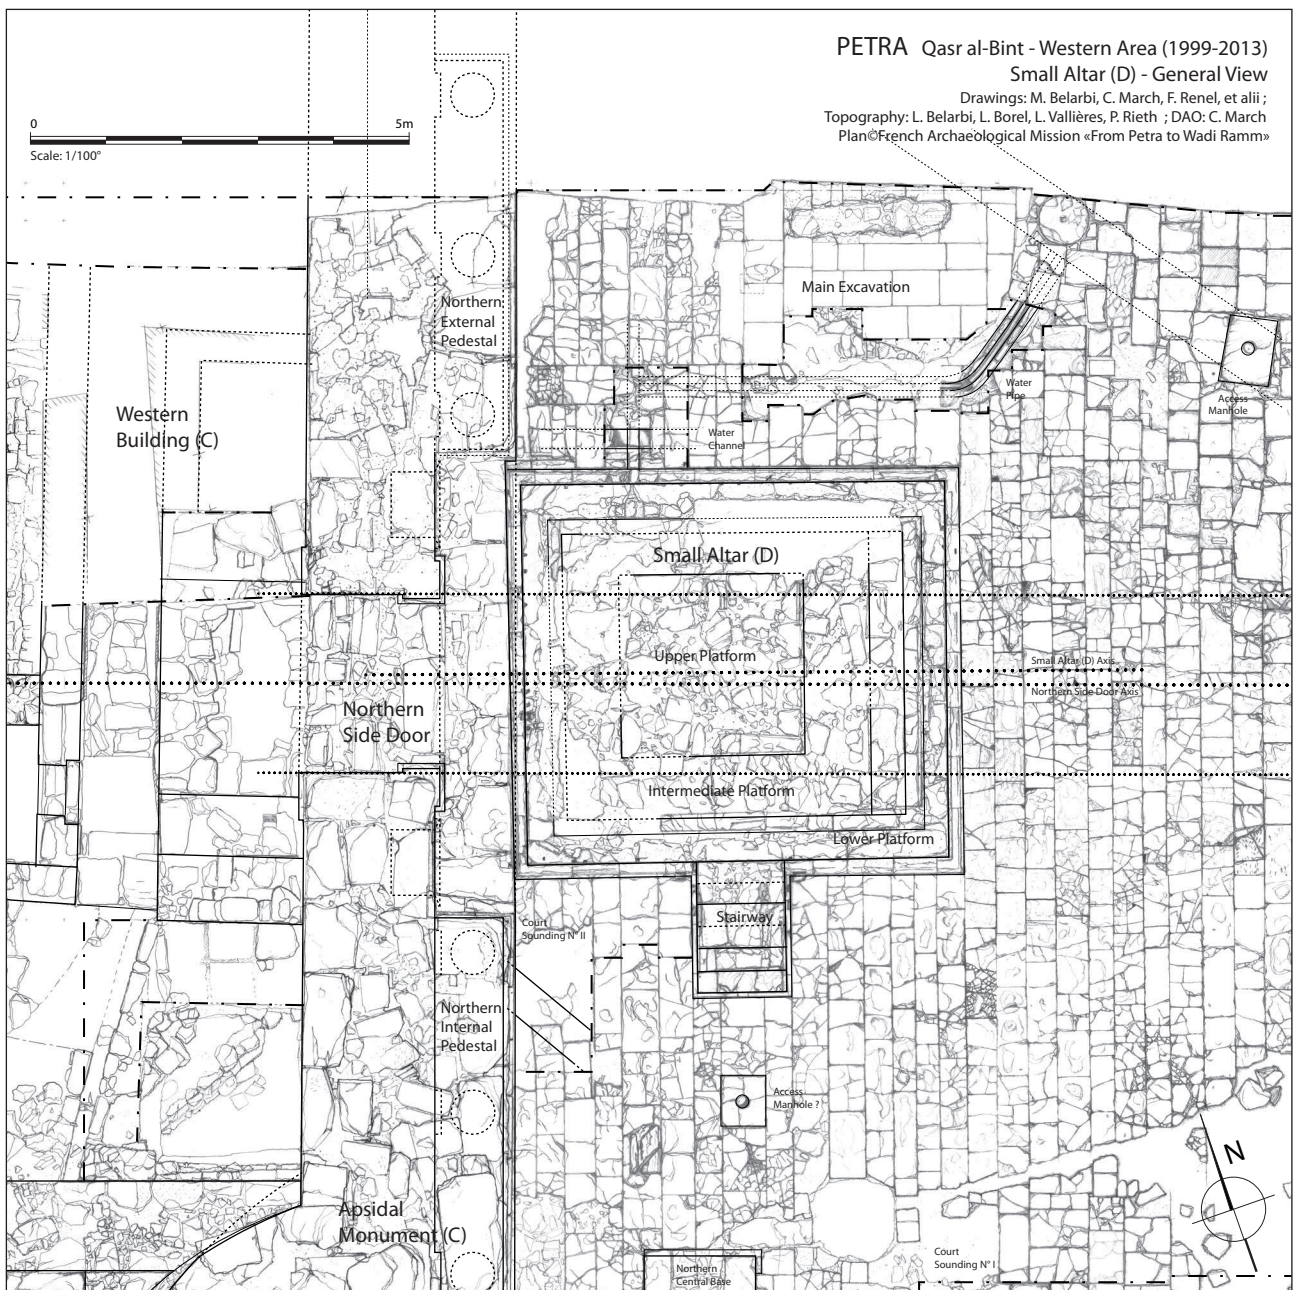 PETRA Qasr al-Bint - Western Area (1999-2013)
Small Altar (D) - General View
Drawings: M. Belarbi, C. March, F. Renel, et alii ;
Topography: L. Belarbi, L. Borel, L. Vallières, P. Rieth ; DAO: C. March
Plan©French Archaeological Mission «From Petra to Wadi Ramm»
0 5m
Scale: 1/100°
Main Excavation
Northern
External
Pedestal
Water
Pipe
Access
Manhole
Western
Building (C)
Water
Channel
Small Altar (D)
Upper Platform
Small Altar (D) Axis
Northern Side Door Axis
Northern
Side Door
Intermediate Platform
Lower Platform
Stairway
Court
Sounding N° II
Northern
Internal
Pedestal
Access
Manhole ?
N
Apsidal
Monument (C)
Court
Sounding N° I
Northern
Central Base